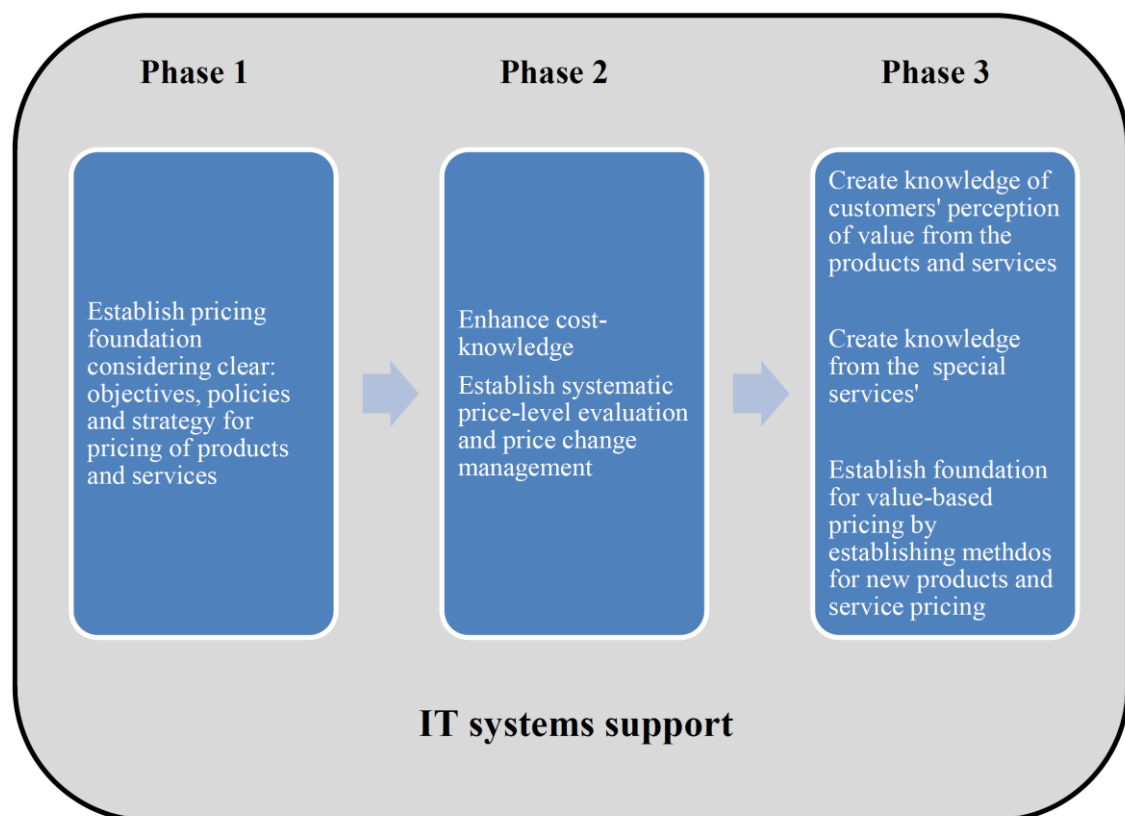 Phase 1
Phase 2
Phase 3
Establish pricing
foundation
considering clear:
objectives, policies
and strategy for
pricing of products
and services
Enhance cost-
knowledge
Establish systematic
price-level evaluation
and price change
management
Create knowledge of
customers' perception
of value from the
products and services
Create knowledge
from the  special
services'
Establish foundation
for value-based
pricing by
establishing methdos
for new products and
service pricing
IT systems support